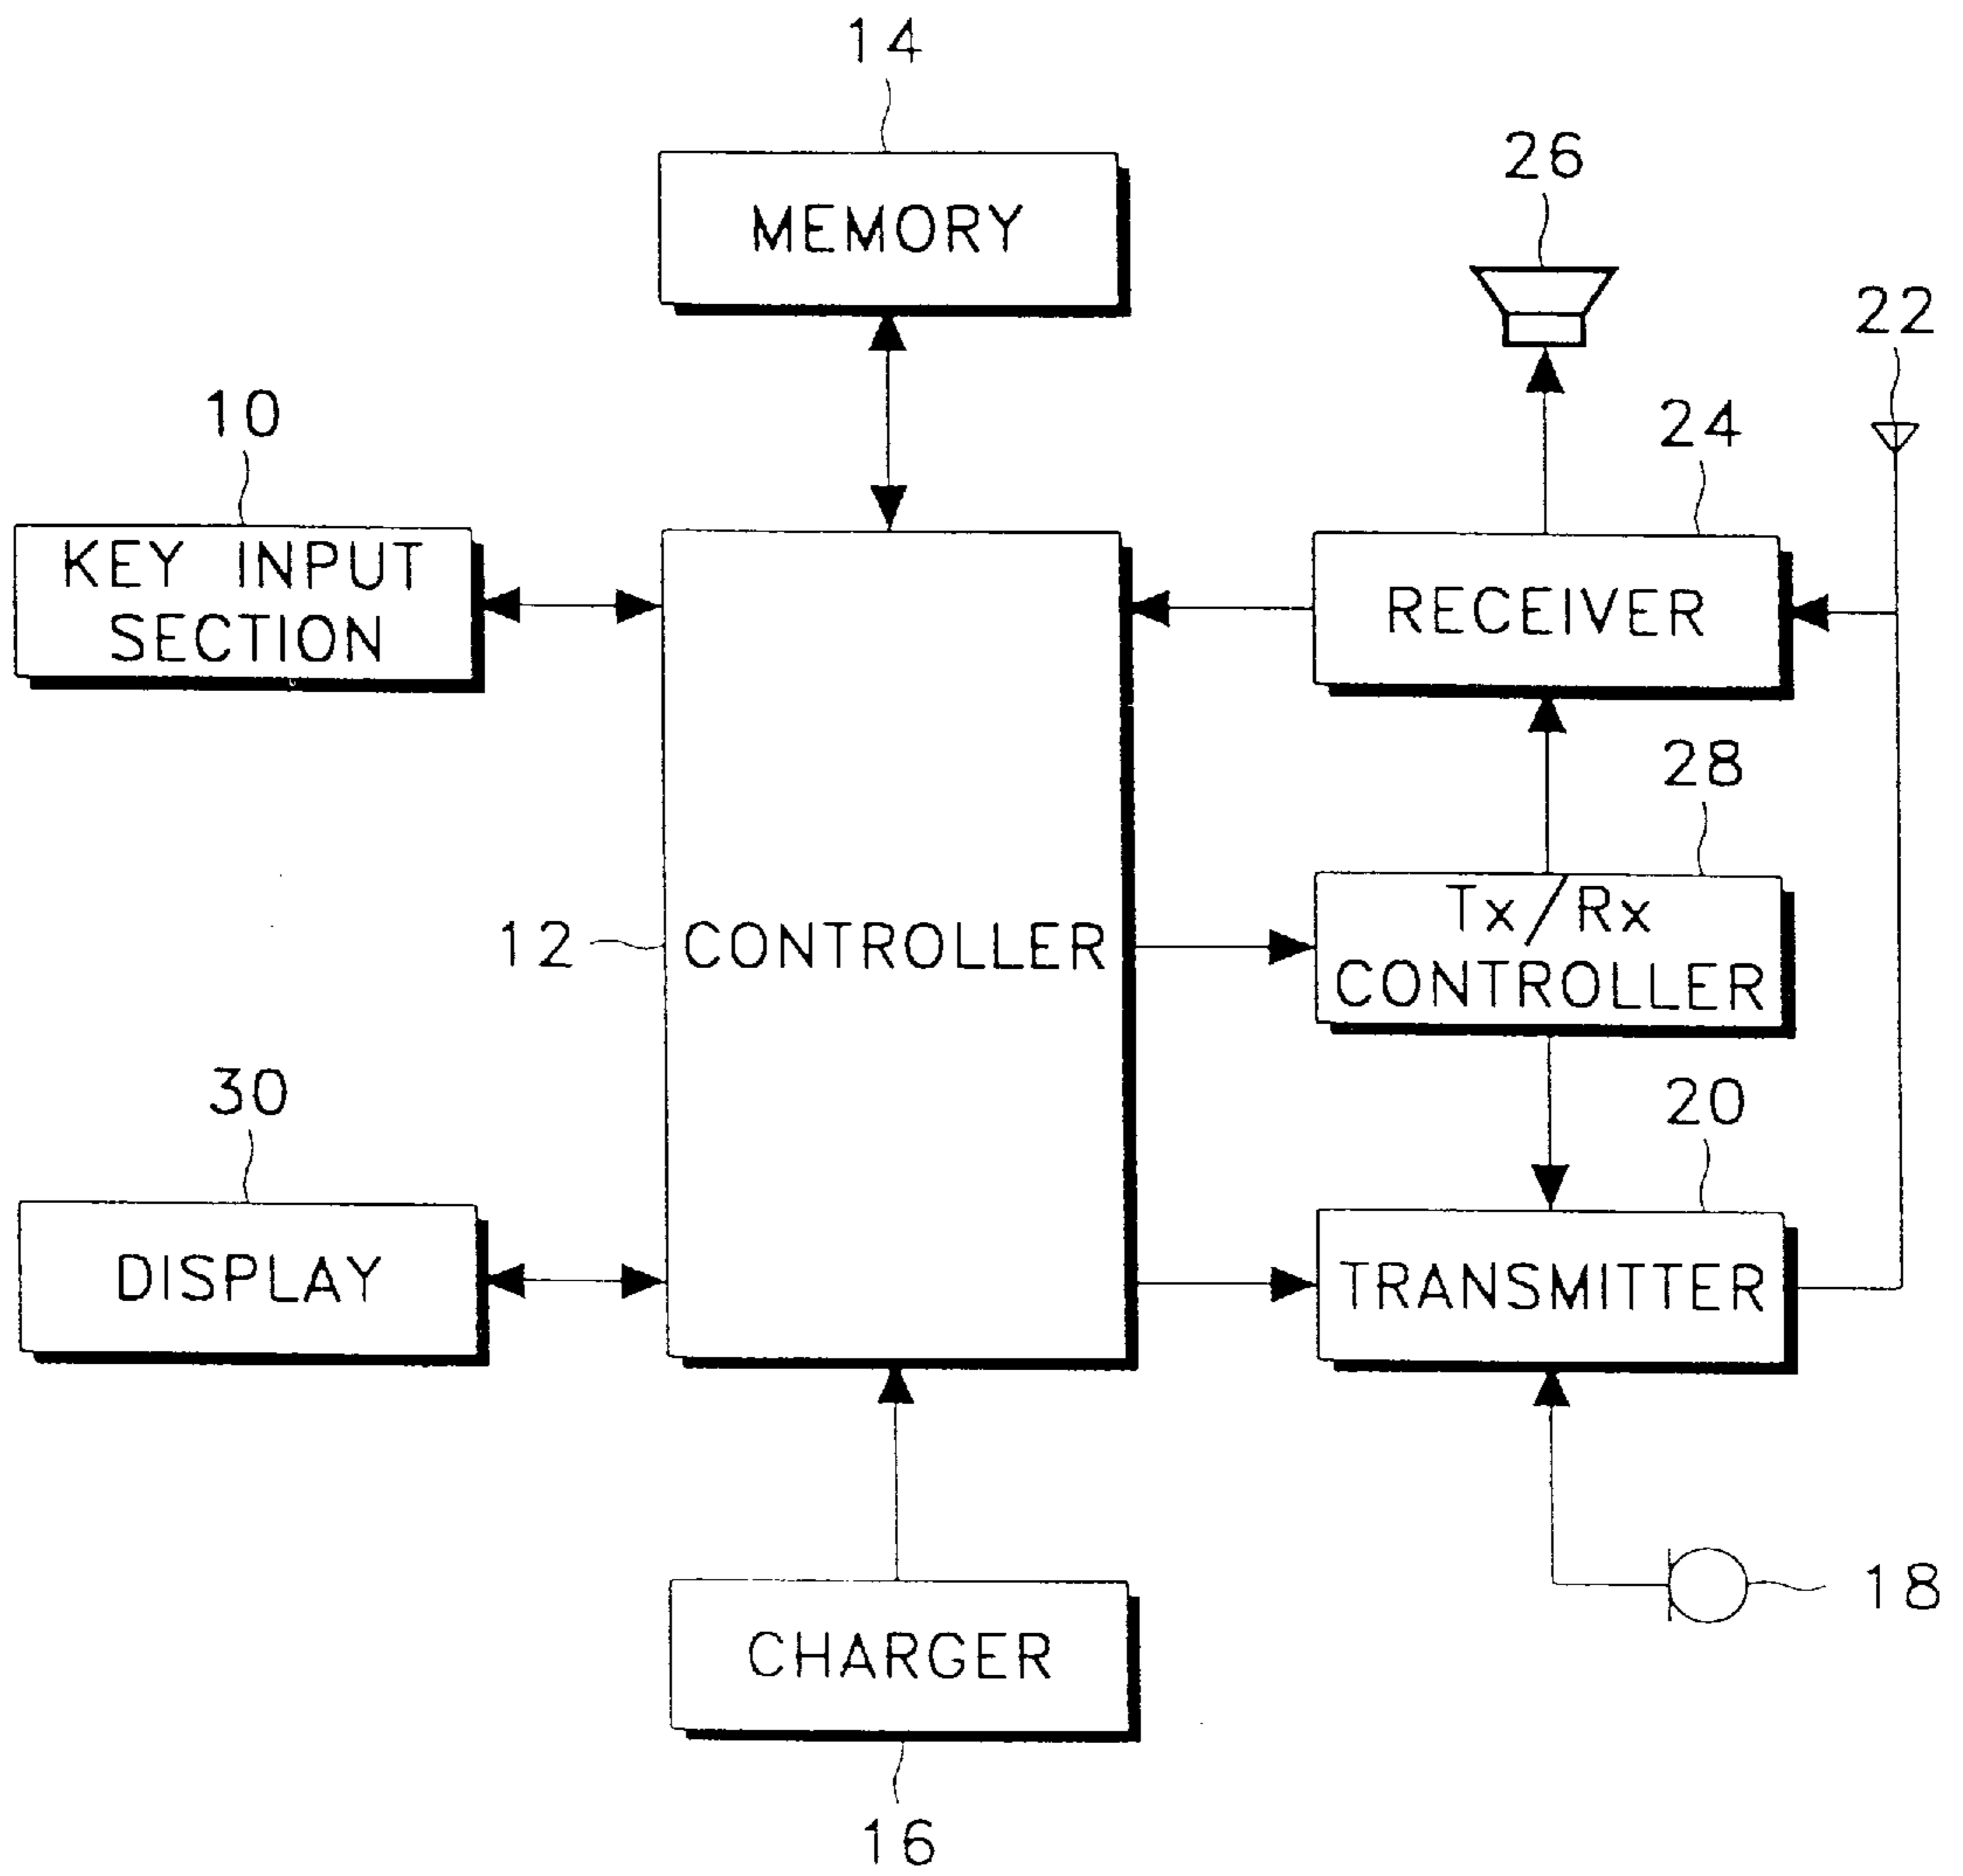 14
MEMORY
26
22
10
24
KEY INPUT
SECTION
RECEIVER
28
12
CONTROLLER
Tx/Rx
CONTROLLER
30
20
DISPLAY
TRANSMITTER
18
CHARGER
16